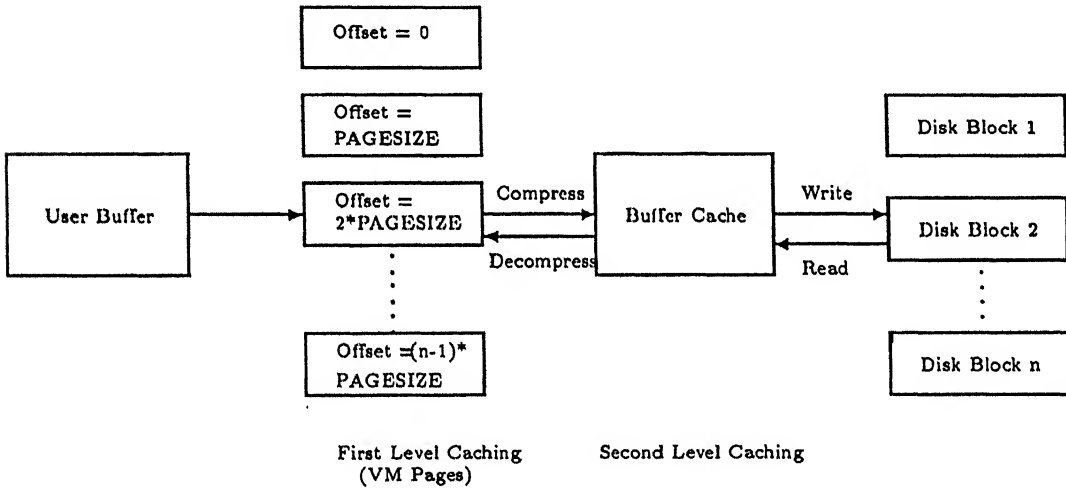 Offset = 0
Offset =
PAGESIZE
Disk Block 1
User Buffer
Offset =
2*PAGESIZE
Compress
Decompress
Buffer Cache
Write
Read
Disk Block 2
Offset =(n-1)*
PAGESIZE
Disk Block n
First Level Caching
(VM Pages)
Second Level Caching